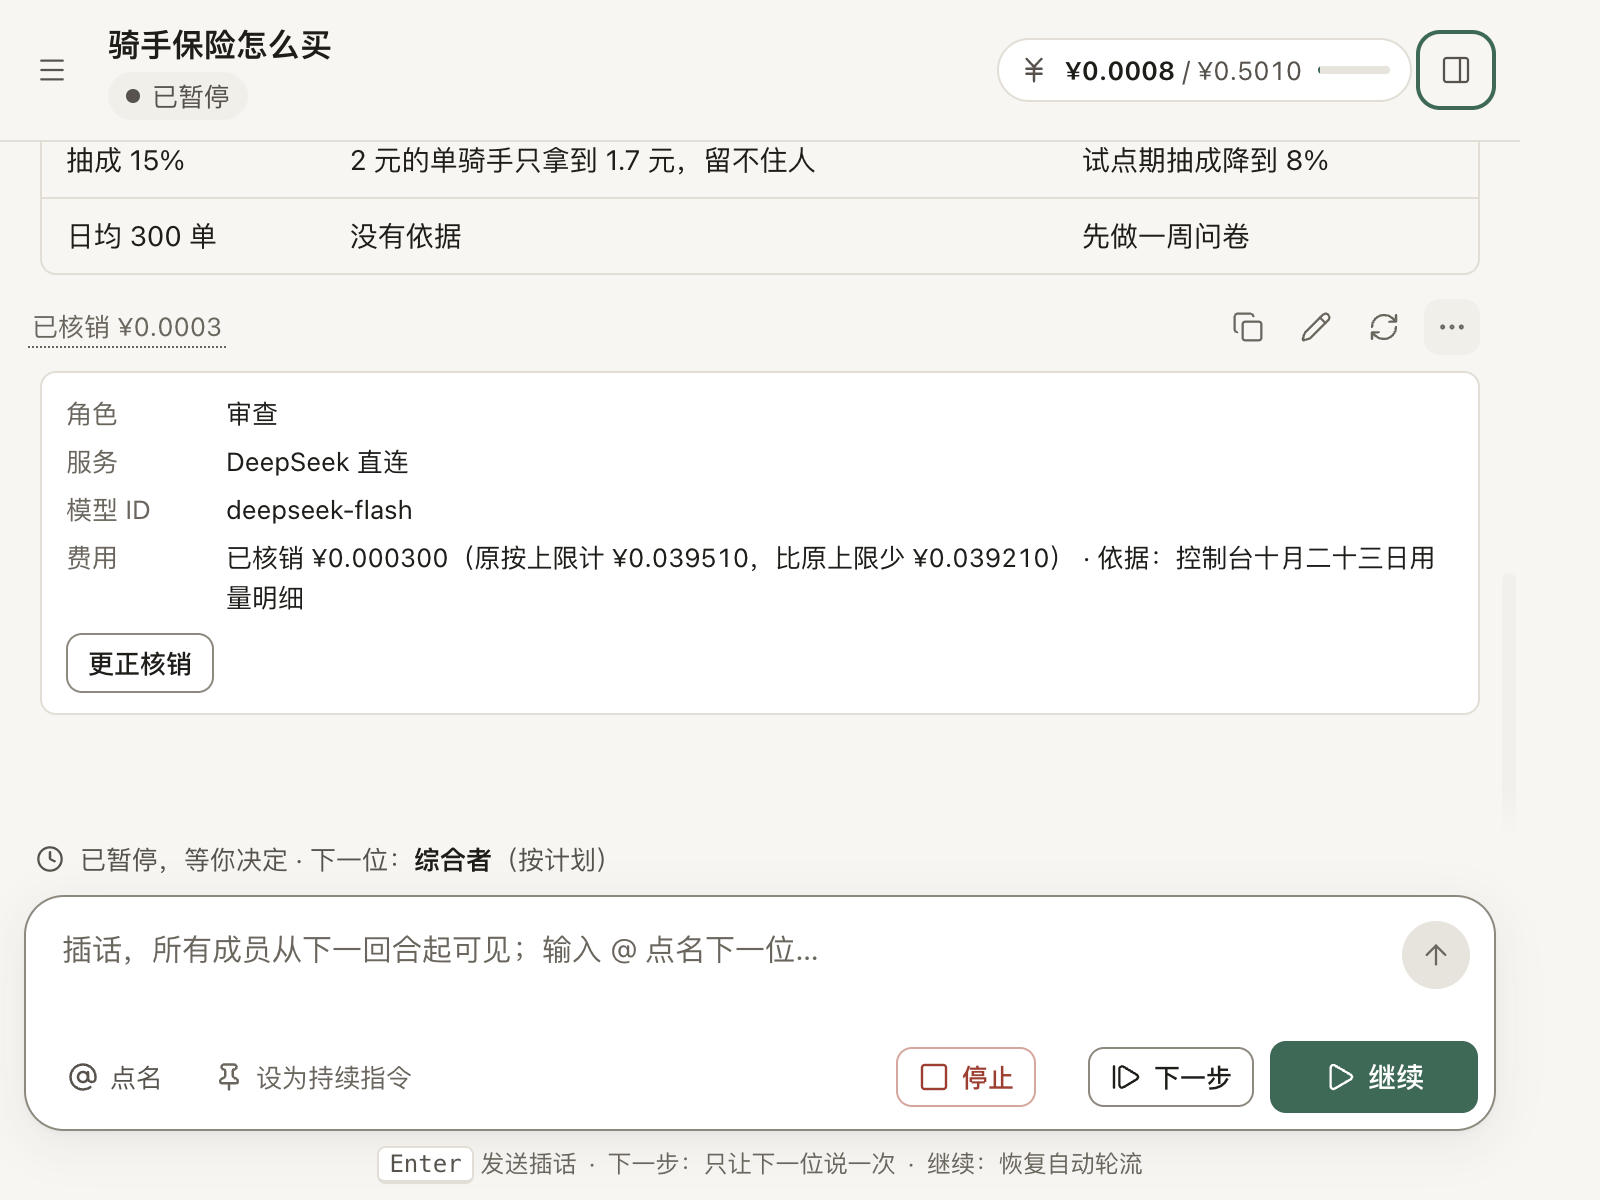 骑手保险怎么买
已暂停
¥0.0008 / ¥0.5010
抽成 15% 2 元的单骑手只拿到 1.7 元，留不住人 试点期抽成降到 8%
日均 300 单 没有依据 先做一周问卷
已核销 ¥0.0003
角色 审查
服务 DeepSeek 直连
模型 ID deepseek-flash
费用 已核销 ¥0.000300（原按上限计 ¥0.039510，比原上限少 ¥0.039210） · 依据：控制台十月二十三日用
量明细
更正核销
已暂停，等你决定 · 下一位：综合者（按计划）
插话，所有成员从下一回合起可见；输入 @ 点名下一位...
点名 设为持续指令 停止 下一步 继续
Enter 发送插话 · 下一步：只让下一位说一次 · 继续：恢复自动轮流